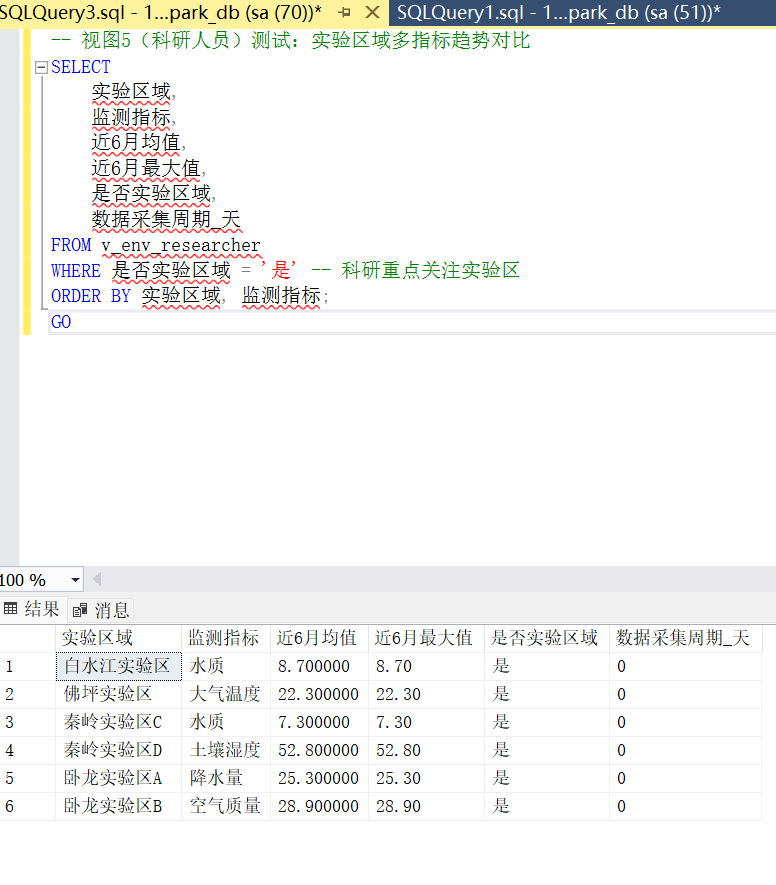 SQLQuery3.sql - 1...park_db (sa (70))* SQLQuery1.sql - 1...park_db (sa (51))*
-- 视图5（科研人员）测试：实验区域多指标趋势对比
SELECT
实验区域,
监测指标,
近6月均值,
近6月最大值,
是否实验区域,
数据采集周期_天
FROM v_env_researcher
WHERE 是否实验区域 = '是' -- 科研重点关注实验区
ORDER BY 实验区域, 监测指标;
GO
100 %
结果 消息
实验区域 监测指标 近6月均值 近6月最大值 是否实验区域 数据采集周期_天
1 白水江实验区 水质 8.700000 8.70 是 0
2 佛坪实验区 大气温度 22.300000 22.30 是 0
3 秦岭实验区C 水质 7.300000 7.30 是 0
4 秦岭实验区D 土壤湿度 52.800000 52.80 是 0
5 卧龙实验区A 降水量 25.300000 25.30 是 0
6 卧龙实验区B 空气质量 28.900000 28.90 是 0